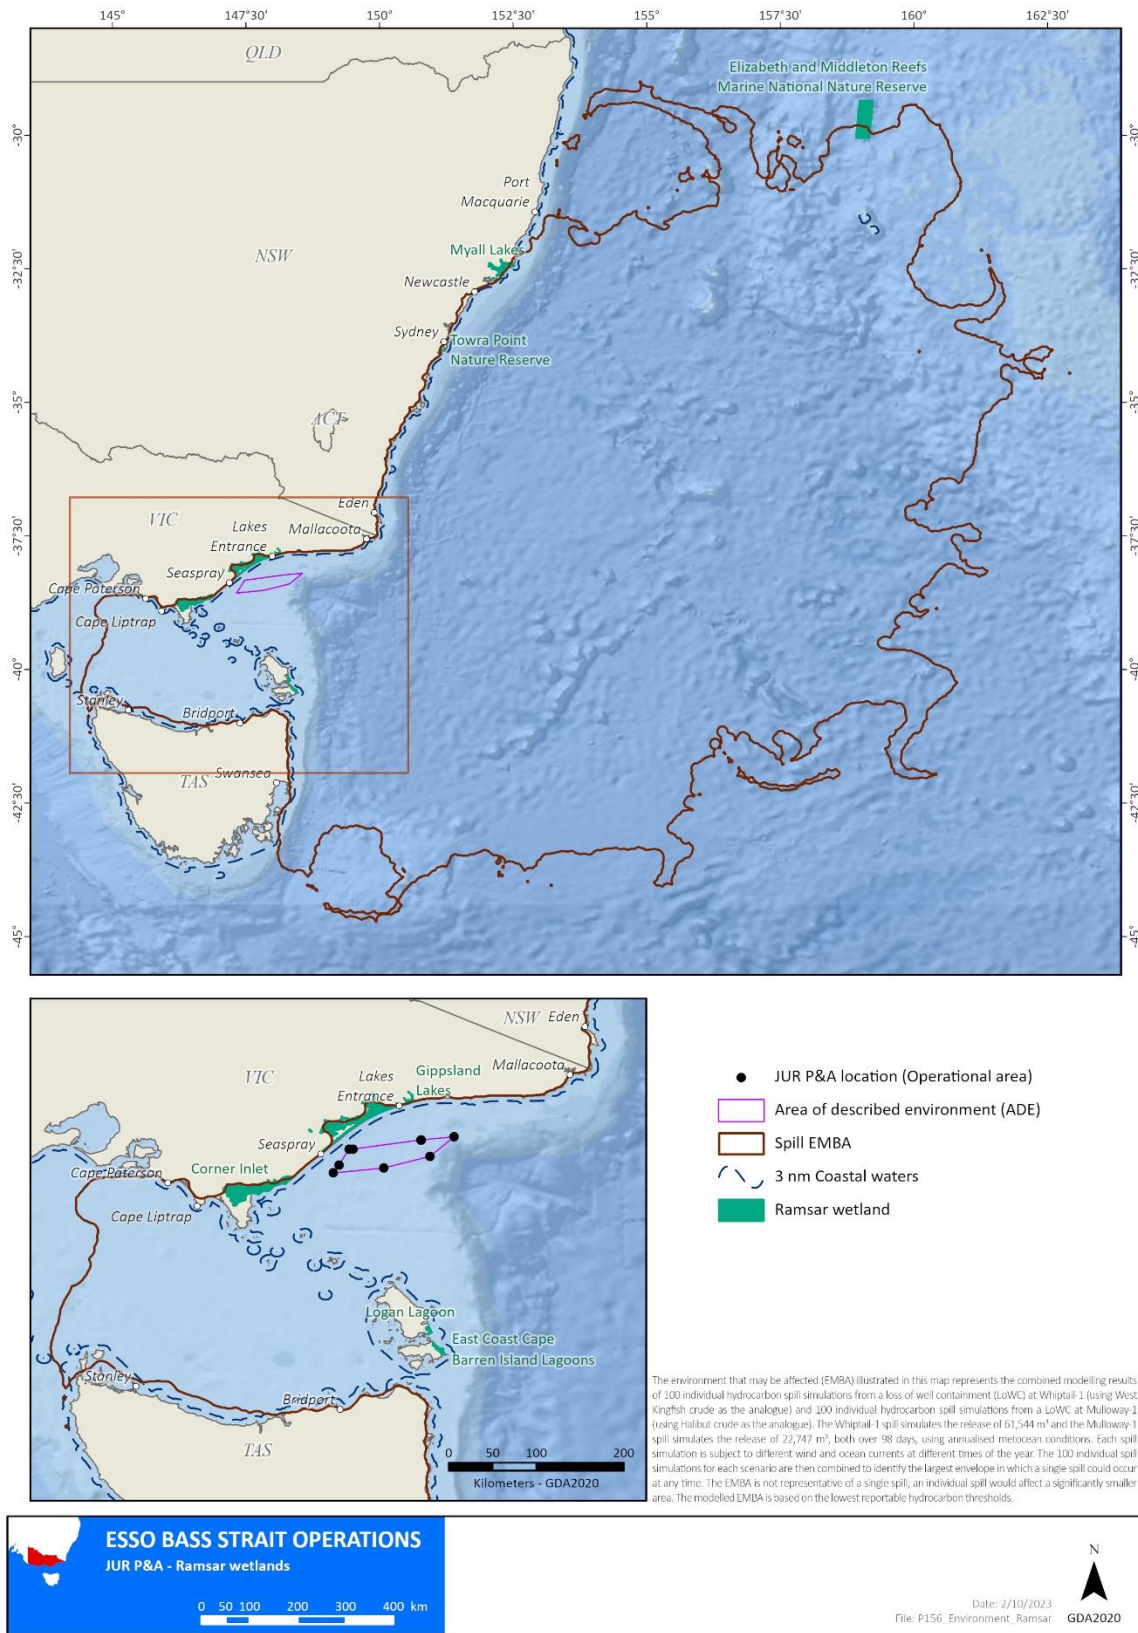 145°
147°30'
150°
152°30'
155°
157°30'
160°
162°30'
QLD
Elizabeth and Middleton Reefs
Marine National Nature Reserve
-30°
-30°
Port
Macquarie
NSW
Myall Lakes
-32°30'
-32°30'
Newcastle
Sydney
Towra Point
Nature Reserve
-35°
-35°
ACT
Eden
VIC
Lakes
Entrance
Mallacoota
-37°30'
-37°30'
Seaspray
Cape Paterson
Cape Liptrap
-40°
-40°
Stanley
Bridport
TAS
Swansea
-42°30'
-42°30'
-45°
-45°
NSW
Eden
VIC
Mallacoota
Gippsland
Lakes
Lakes
Entrance
Seaspray
Corner Inlet
Cape Paterson
Cape Liptrap
Logan Lagoon
East Coast Cape
Barren Island Lagoons
Stanley
Bridport
TAS
0 50 100 200
Kilometers - GDA2020
JUR P&A location (Operational area)
Area of described environment (ADE)
Spill EMBA
3 nm Coastal waters
Ramsar wetland
The environment that may be affected (EMBA) illustrated in this map represents the combined modelling results
of 100 individual hydrocarbon spill simulations from a loss of well containment (LoWC) at Whiptail-1 (using West
Kingfish crude as the analogue) and 100 individual hydrocarbon spill simulations from a LoWC at Mulloway-1
(using Halibut crude as the analogue). The Whiptail-1 spill simulates the release of 61,544 m³ and the Mulloway-1
spill simulates the release of 22,747 m³, both over 98 days, using annualised metocean conditions. Each spill
simulation is subject to different wind and ocean currents at different times of the year. The 100 individual spill
simulations for each scenario are then combined to identify the largest envelope in which a single spill could occur
at any time. The EMBA is not representative of a single spill; an individual spill would affect a significantly smaller
area. The modelled EMBA is based on the lowest reportable hydrocarbon thresholds.
ESSO BASS STRAIT OPERATIONS
JUR P&A - Ramsar wetlands
0 50 100 200 300 400 km
N
Date: 2/10/2023
File: P156_Environment_Ramsar
GDA2020